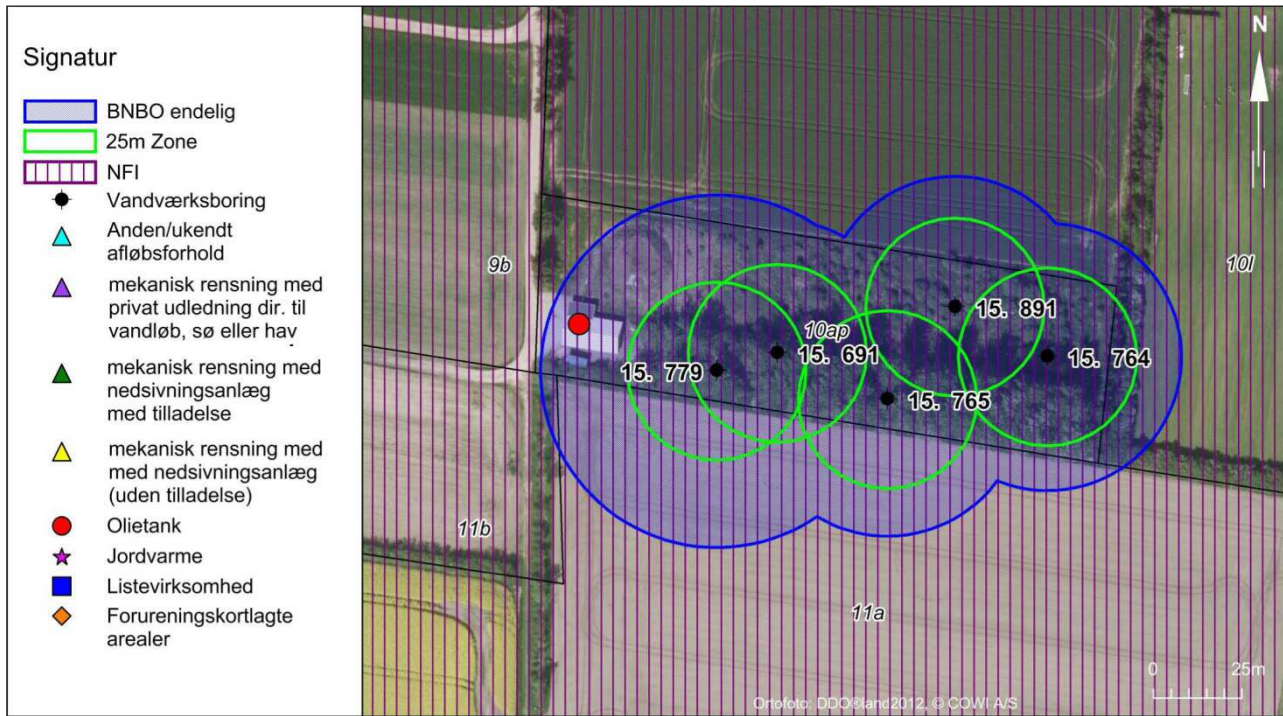 Signatur
BNBO endelig
25m Zone
NFI
Vandværksboring
Anden/ukendt
afløbsforhold
mekanisk rensning med
privat udledning dir. til
vandløb, sø eller hav
mekanisk rensning med
nedsivningsanlæg
med tilladelse
mekanisk rensning med
med nedsivningsanlæg
(uden tilladelse)
Olietank
Jordvarme
Listevirksomhed
Forureningskortlagte
arealer
N
9b
10l
15. 891
10ap
15. 691
15. 764
15. 779
15. 765
11b
11a
0 25m
Ortofoto: DDO®land2012, © COWI A/S